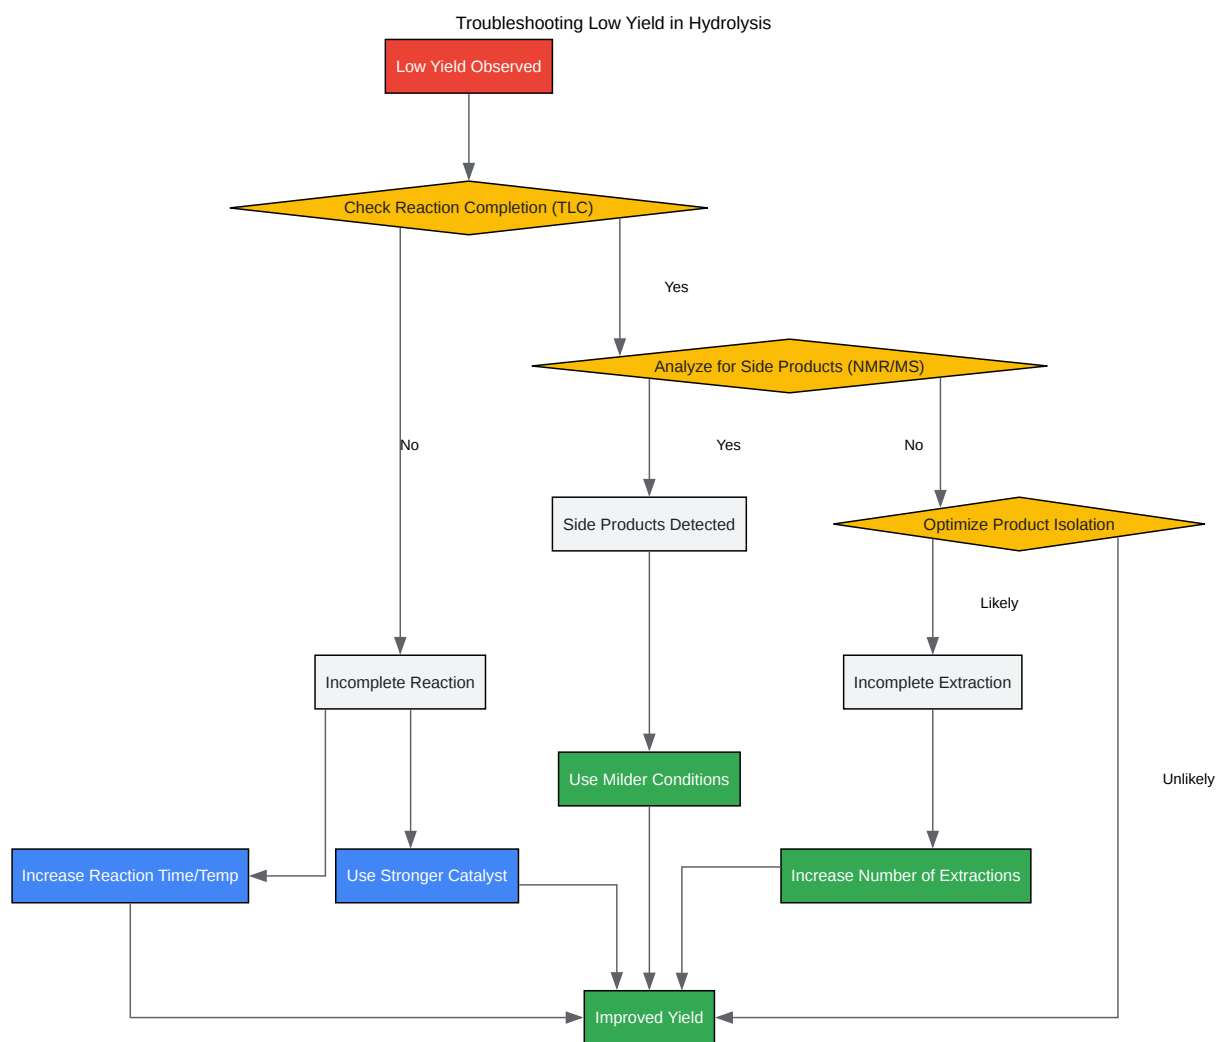 Troubleshooting Low Yield in Hydrolysis
Low Yield Observed
Check Reaction Completion (TLC)
Yes
Analyze for Side Products (NMR/MS)
No
Yes
No
Side Products Detected
Optimize Product Isolation
Likely
Incomplete Reaction
Incomplete Extraction
Use Milder Conditions
Unlikely
Increase Reaction Time/Temp
Use Stronger Catalyst
Increase Number of Extractions
Improved Yield